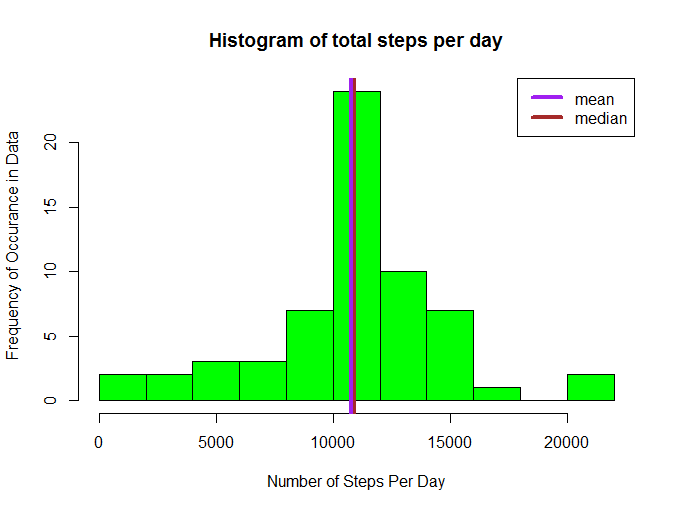 Histogram of total steps per day
mean
median
Frequency of Occurance in Data
20
15
10
5
0
0 5000 10000 15000 20000
Number of Steps Per Day